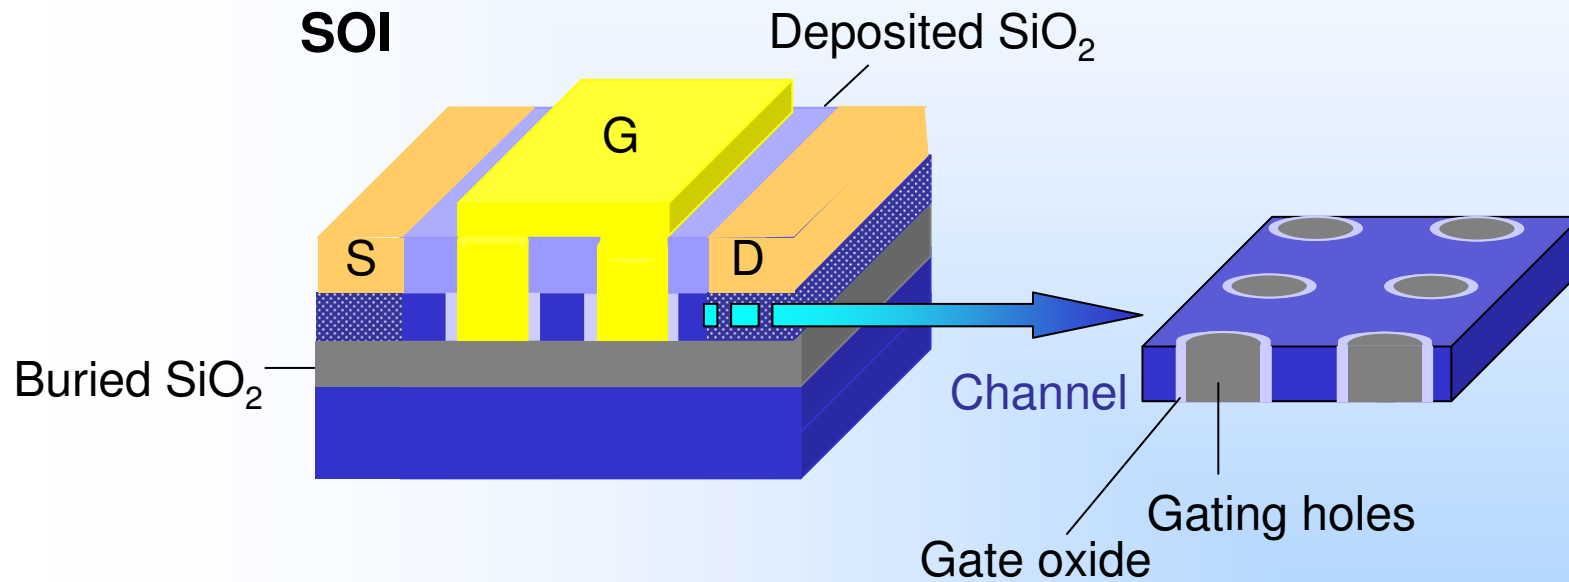 SOI
Deposited SiO₂
G
S
D
Buried SiO₂
Channel
Gating holes
Gate oxide